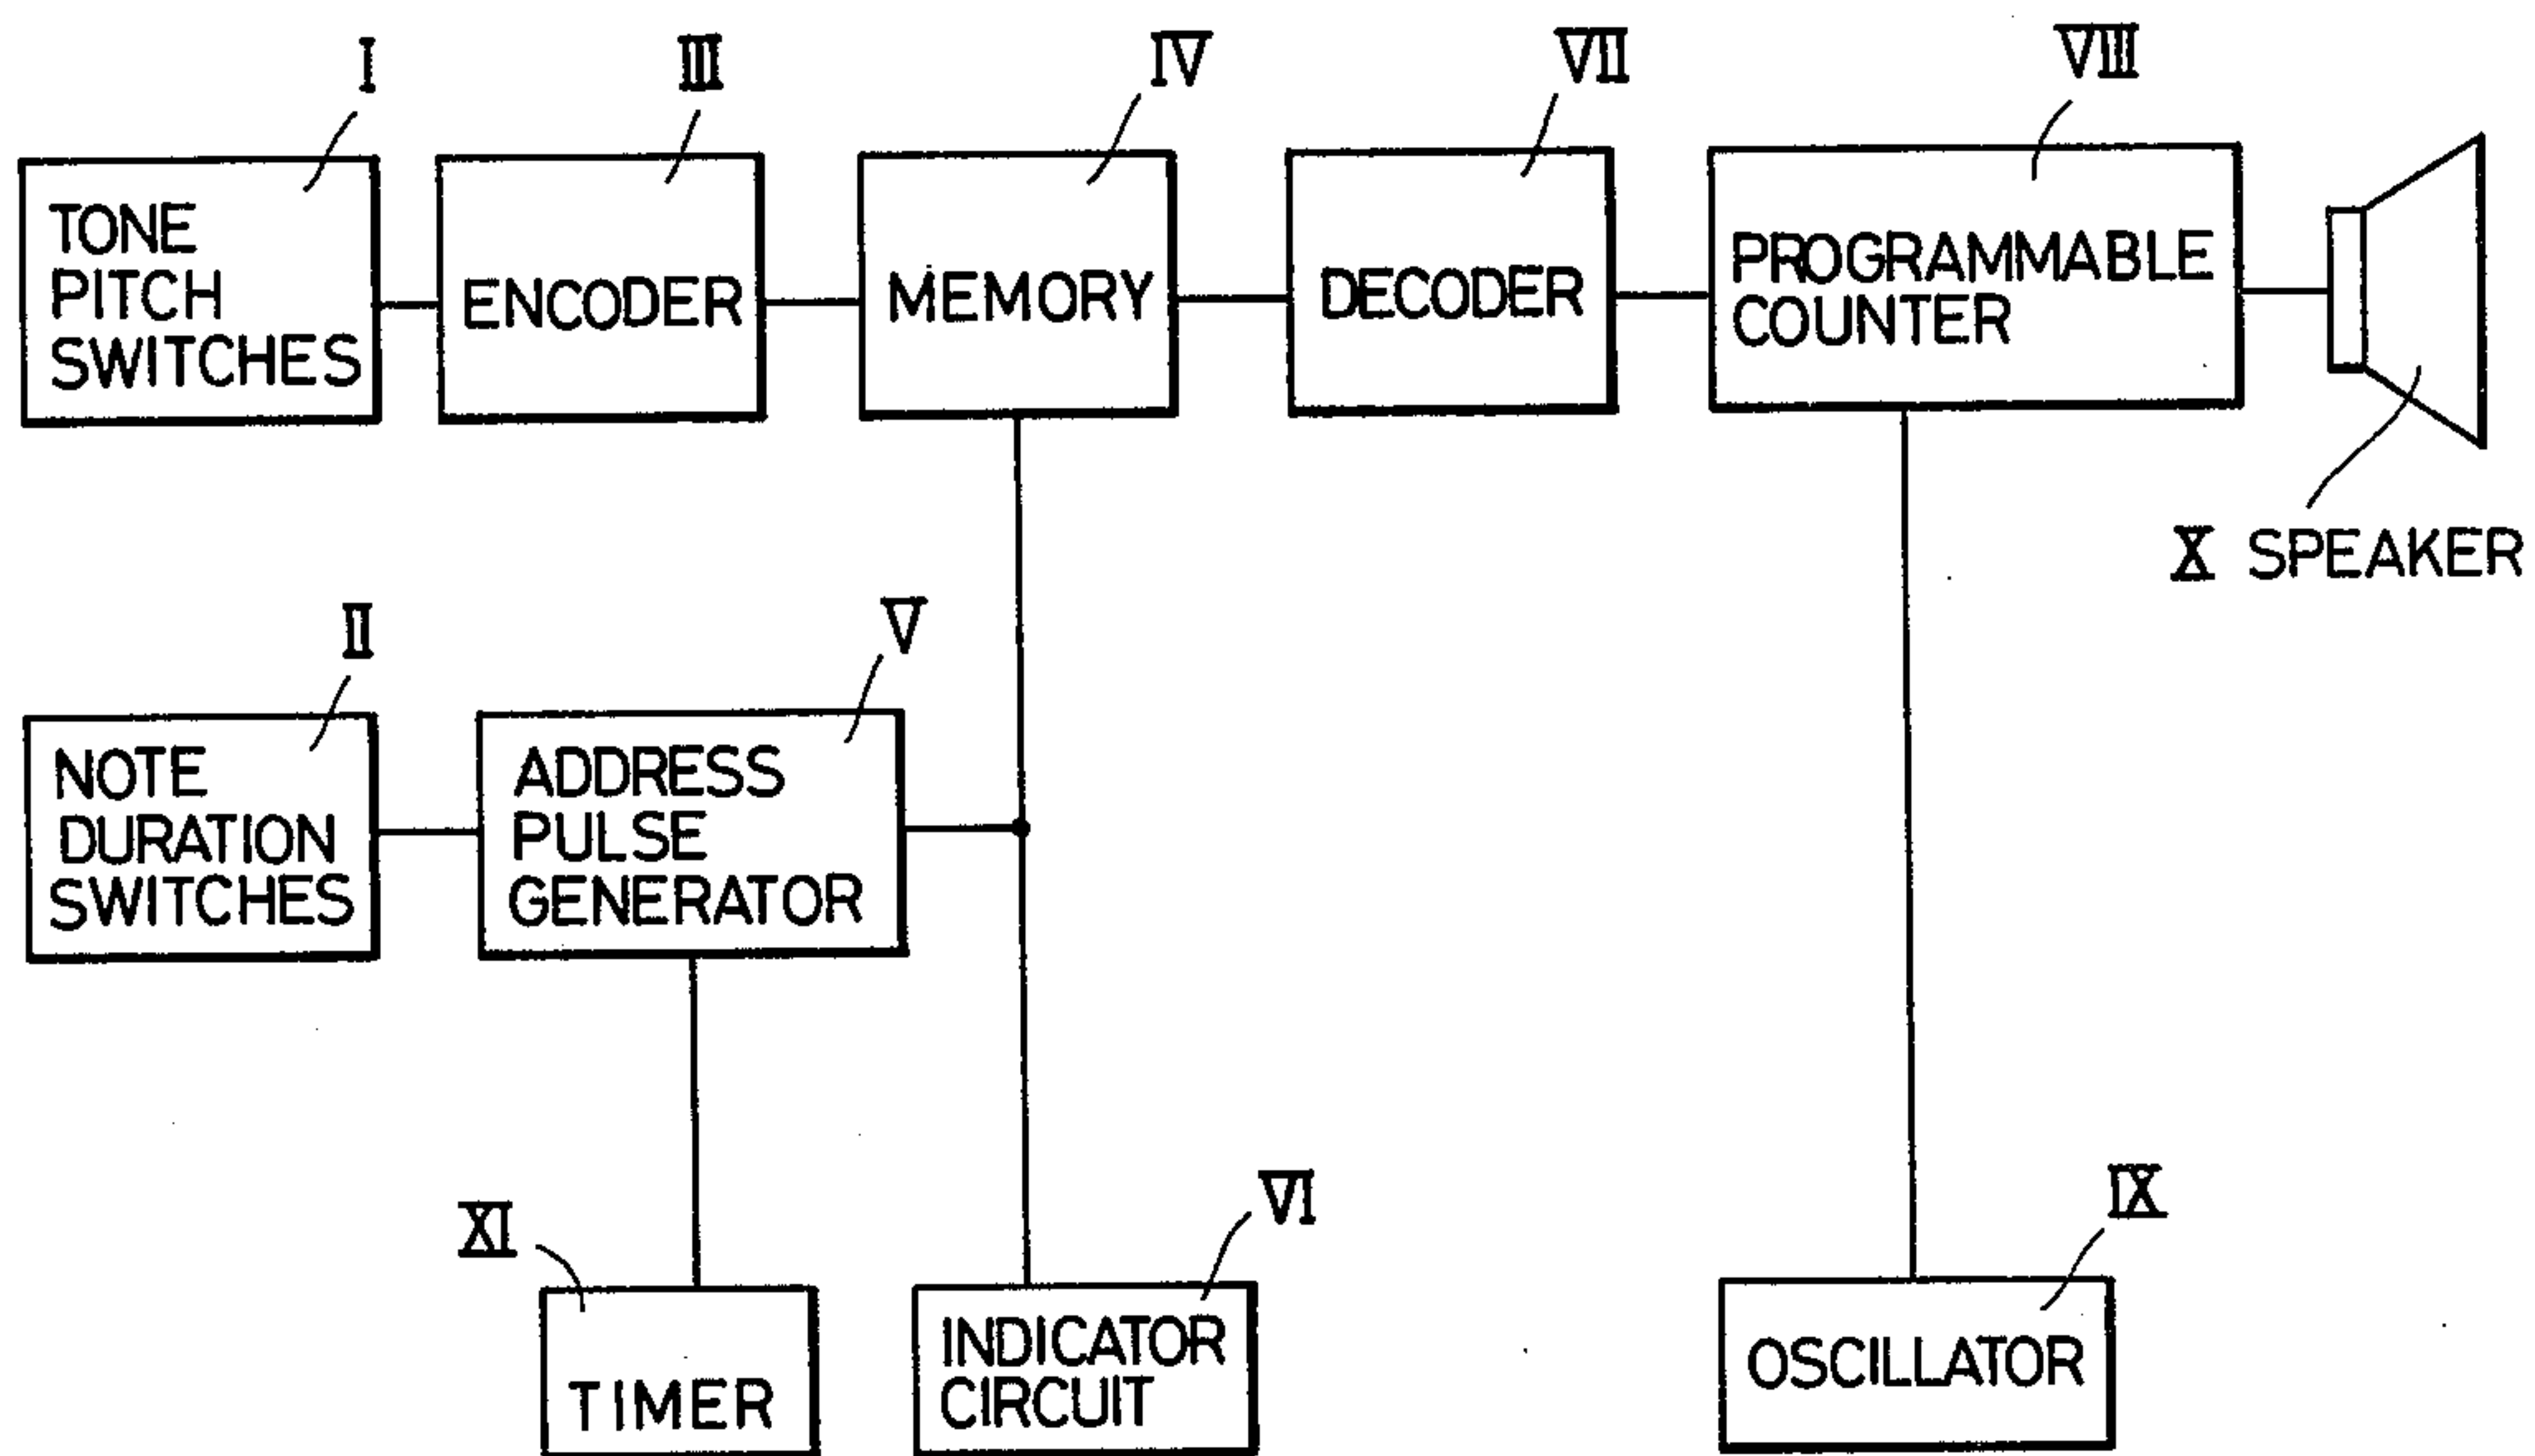 I
III
IV
VII
VIII
TONE
PITCH
SWITCHES
ENCODER
MEMORY
DECODER
PROGRAMMABLE
COUNTER
X SPEAKER
II
V
NOTE
DURATION
SWITCHES
ADDRESS
PULSE
GENERATOR
XI
VI
IX
TIMER
INDICATOR
CIRCUIT
OSCILLATOR